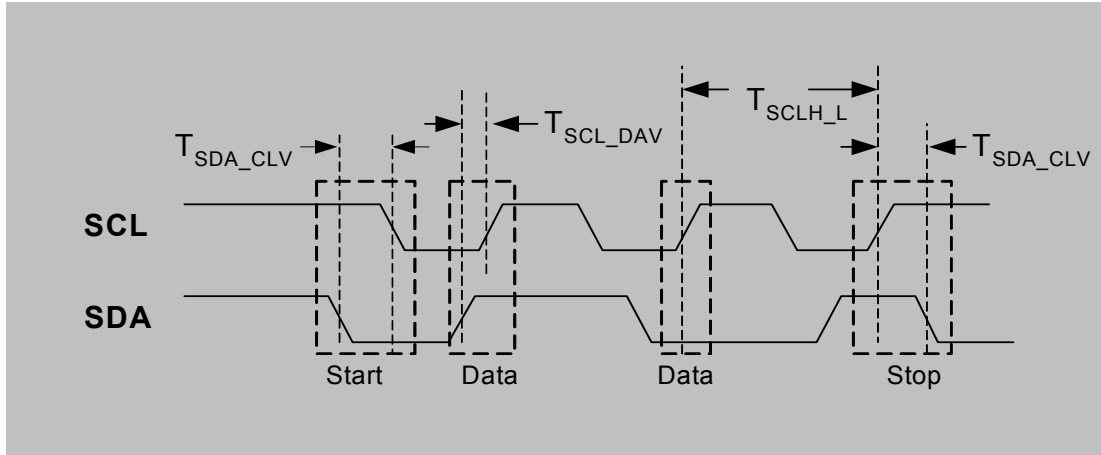 T_SCLH_L
T_SCL_DAV
T_SDA_CLV
T_SDA_CLV
SCL
SDA
Start Data Data Stop